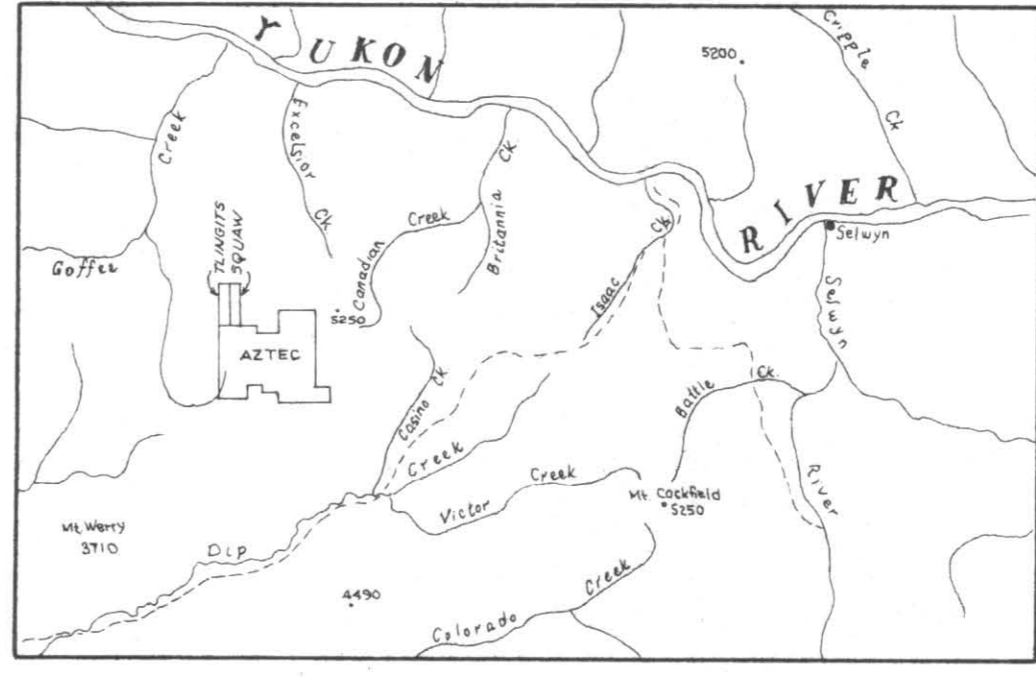 YUKON
RIVER
5200
Cripple
Ck
Creek
Excelsior
Ck
Ck.
Britannia
Canadian
Creek
TLINGITS
SQUAW
Goffer
5250
AZTEC
Isaac
Ck.
Selwyn
Selwyn
River
Casino
Ck
Creek
Battle
Ck.
Victor
Creek
Mt. Cockfield
5250
Mt. Werry
3710
Dip
4490
Colorado
Creek